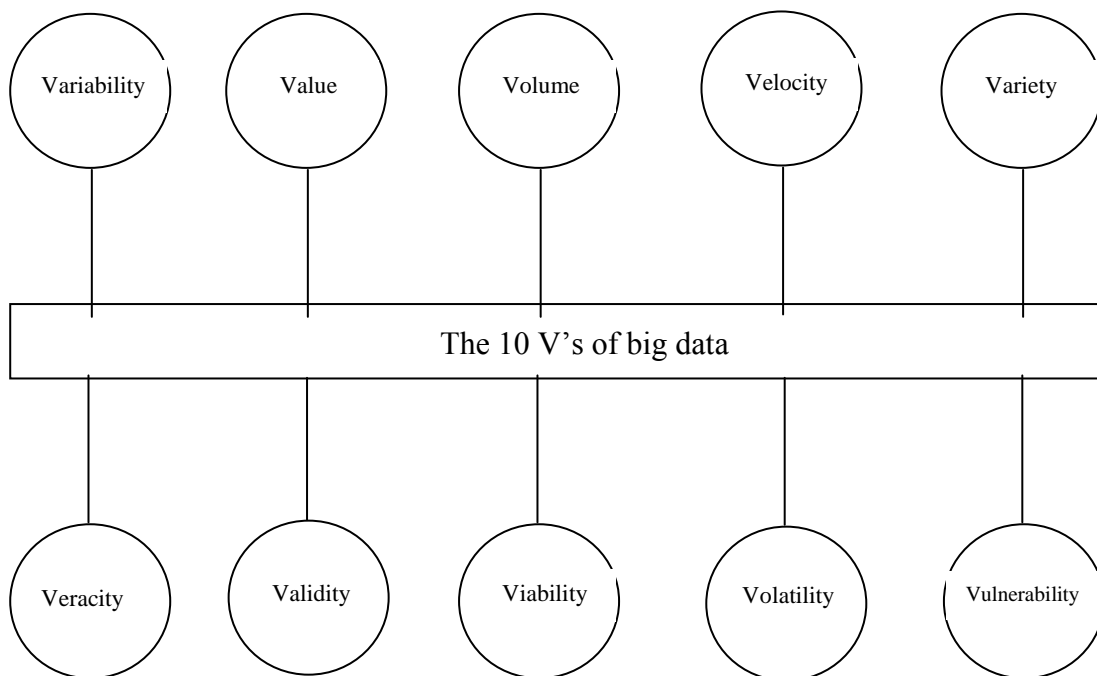 Variability
Value
Volume
Velocity
Variety
The 10 V’s of big data
Veracity
Validity
Viability
Volatility
Vulnerability